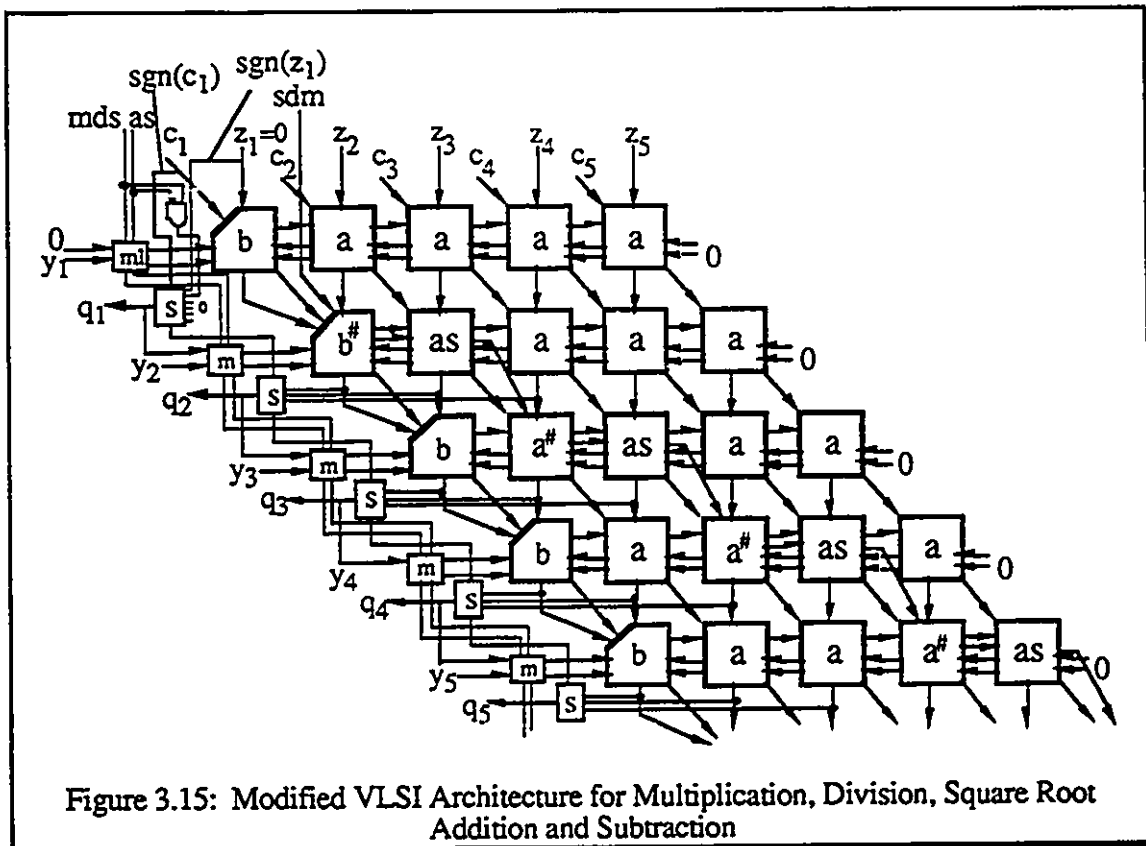 sgn(c1) sgn(z1)
mds as sdm
c1 z1=0 c2 z2 c3 z3 c4 z4 c5 z5
0 b a a a a 0
y1 m1
q1 s 0 b# as a a a 0
y2 m
q2 s b a# as a a 0
y3 m
q3 s b a a# as a 0
y4 m
q4 s b a a a# as 0
y5 m
q5 s
Figure 3.15: Modified VLSI Architecture for Multiplication, Division, Square Root
Addition and Subtraction